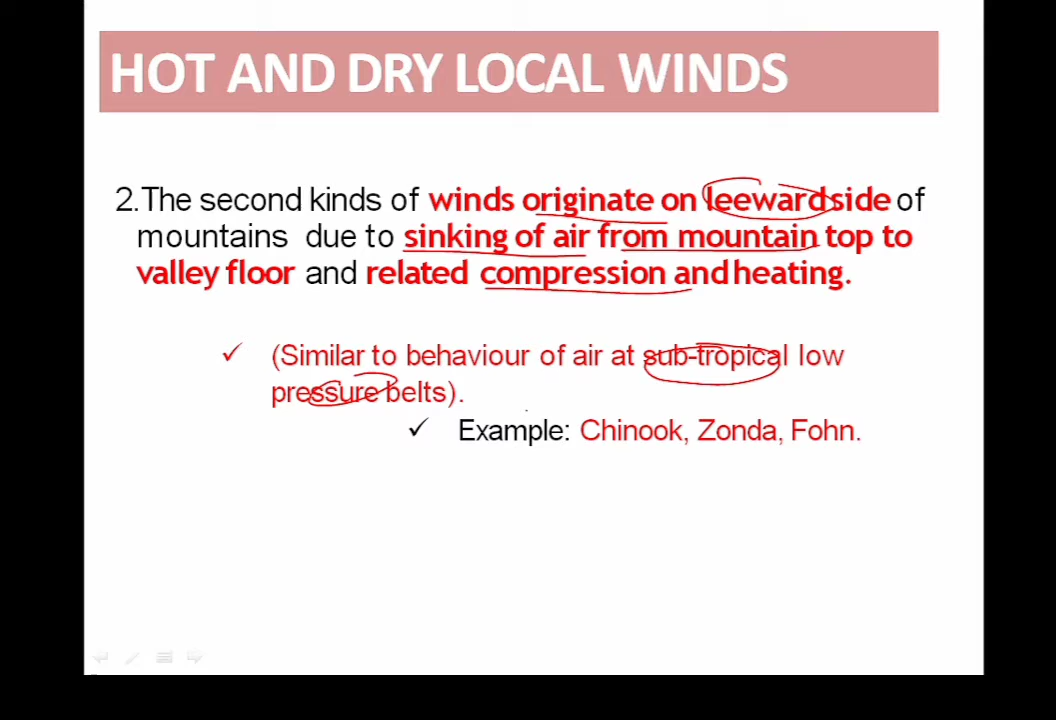 HOT AND DRY LOCAL WINDS
2.The second kinds of winds originate on leeward side of
mountains due to sinking of air from mountain top to
valley floor and related compression and heating.
✓ (Similar to behaviour of air at sub-tropical low
pressure belts).
✓ Example: Chinook, Zonda, Fohn.